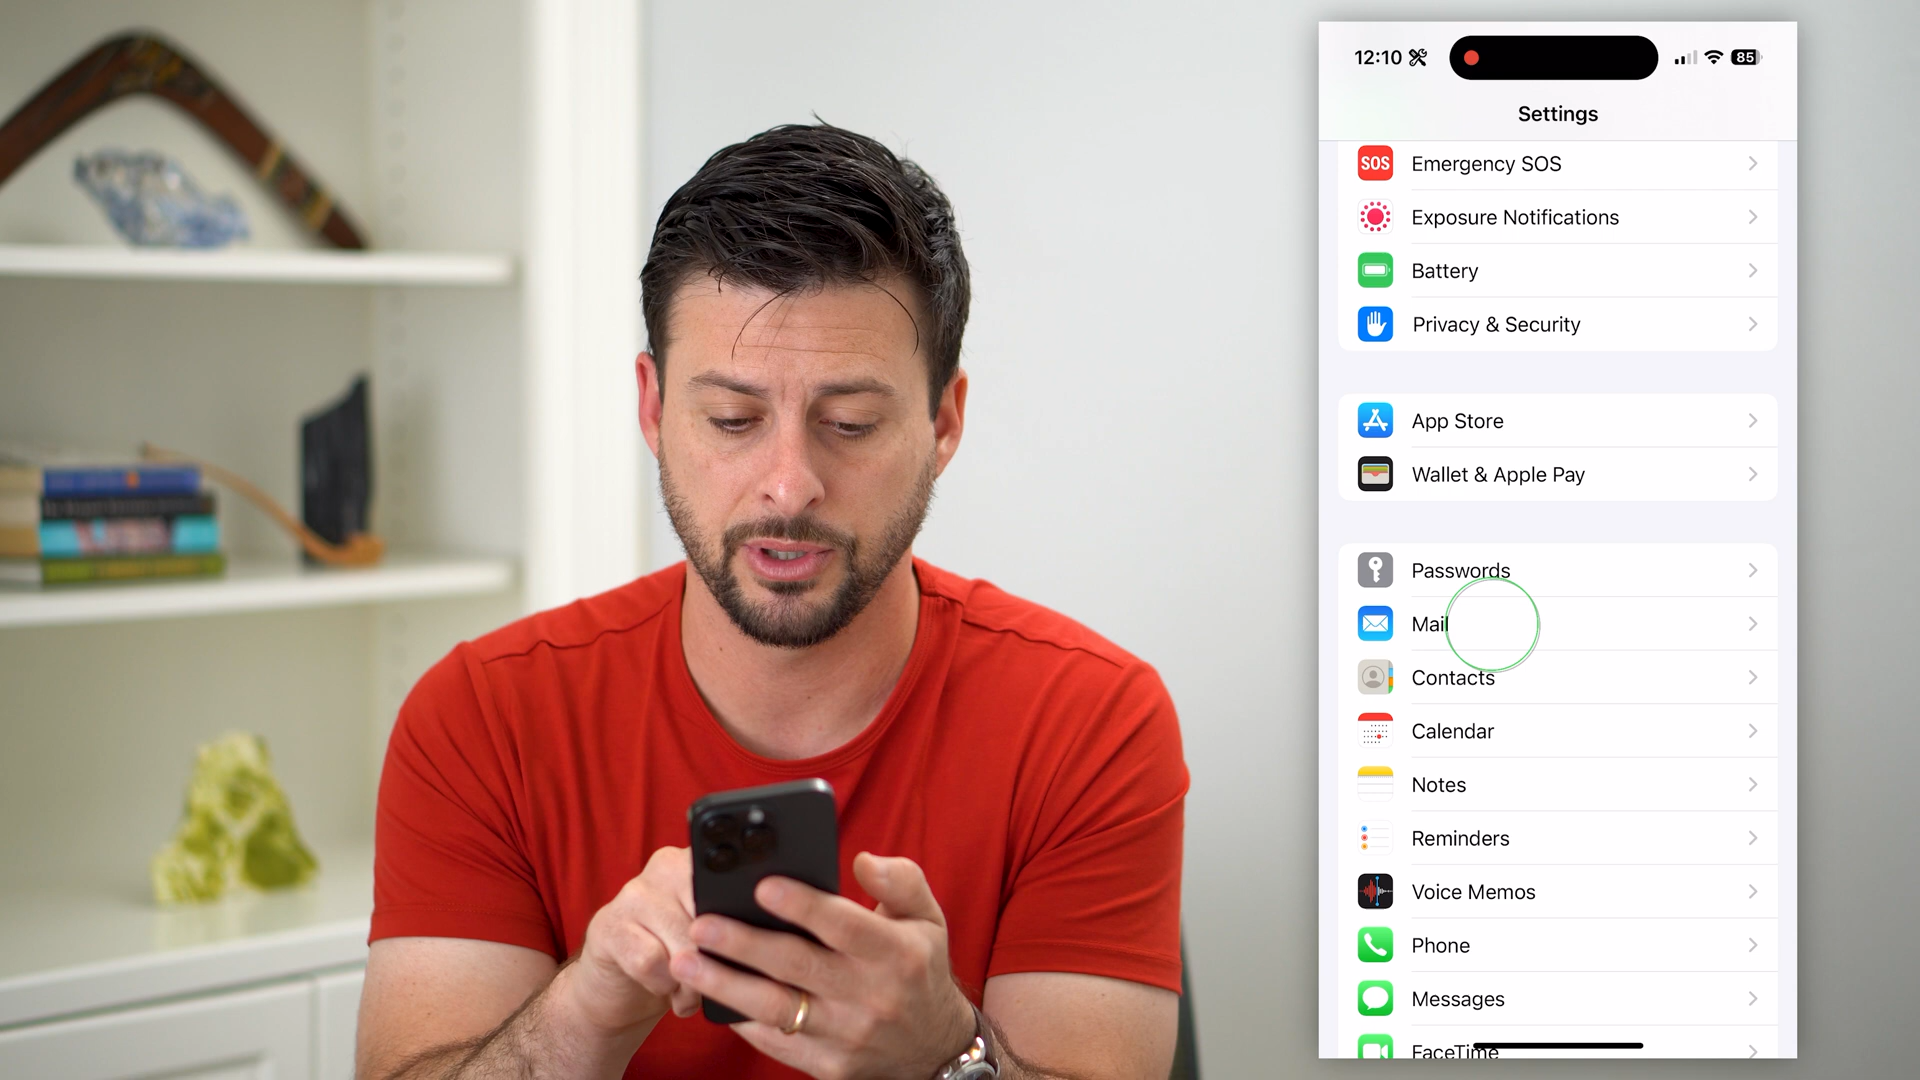 12:10
85
Settings
SOS Emergency SOS
Exposure Notifications
Battery
Privacy & Security
App Store
Wallet & Apple Pay
Passwords
Mail
Contacts
Calendar
Notes
Reminders
Voice Memos
Phone
Messages
FaceTime